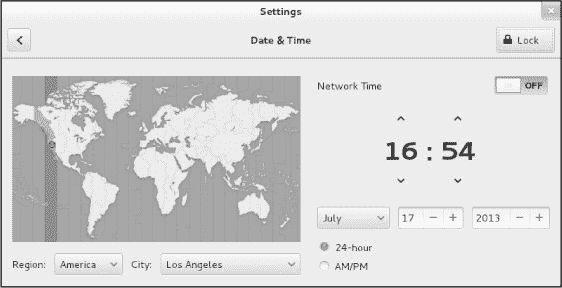 Settings
Date & Time
Lock
Network Time
OFF
16 : 54
July
17
2013
24-hour
AM/PM
Region: America City: Los Angeles